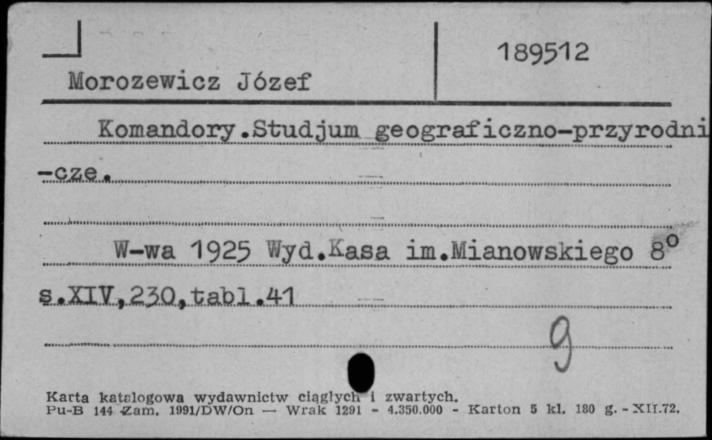 189512
Morozewicz Józef
Komandory.Studjum geograficzno-przyrodni
-cze.
W-wa 1925 Wyd.Kasa im.Mianowskiego 8°
s.XIV,230,tabl.41
g
Karta katalogowa wydawnictw ciągłych i zwartych.
Pu-B 144 Zam. 1991/DW/On — Wrak 1291 - 4.350.000 - Karton 5 kl. 180 g. - XII.72.